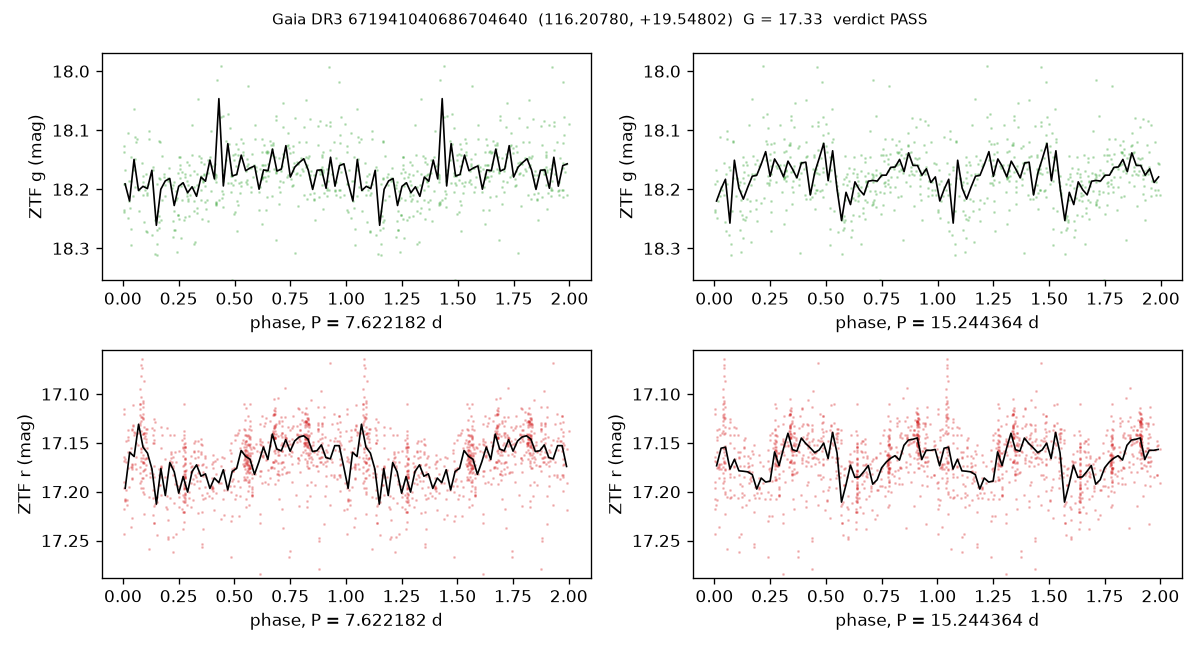 Gaia DR3 671941040686704640 (116.20780, +19.54802) G = 17.33 verdict PASS
ZTF g (mag)
18.0
18.1
18.2
18.3
0.00 0.25 0.50 0.75 1.00 1.25 1.50 1.75 2.00
phase, P = 7.622182 d
ZTF g (mag)
18.0
18.1
18.2
18.3
0.00 0.25 0.50 0.75 1.00 1.25 1.50 1.75 2.00
phase, P = 15.244364 d
ZTF r (mag)
17.10
17.15
17.20
17.25
0.00 0.25 0.50 0.75 1.00 1.25 1.50 1.75 2.00
phase, P = 7.622182 d
ZTF r (mag)
17.10
17.15
17.20
17.25
0.00 0.25 0.50 0.75 1.00 1.25 1.50 1.75 2.00
phase, P = 15.244364 d